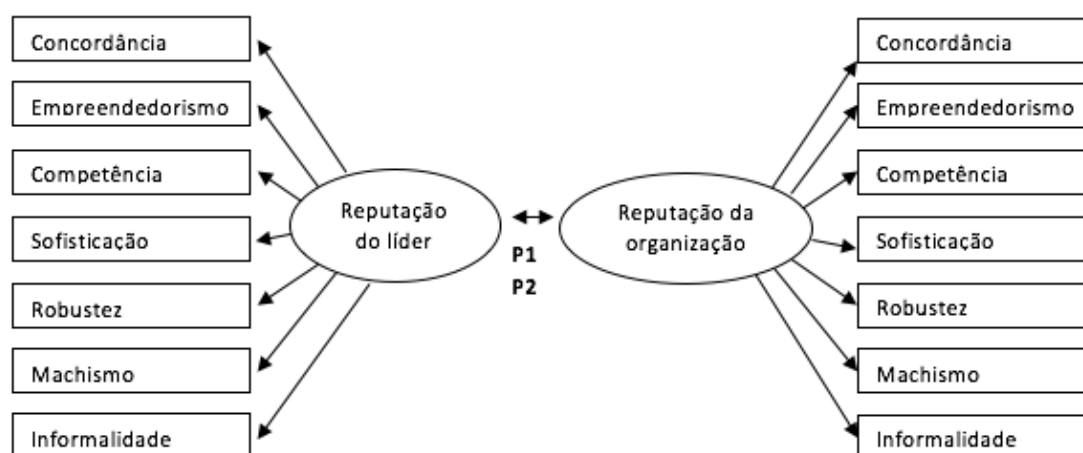 Concordância
Empreendedorismo
Competência
Sofisticação
Robustez
Machismo
Informalidade
Reputação
do líder
P1
P2
Reputação da
organização
Concordância
Empreendedorismo
Competência
Sofisticação
Robustez
Machismo
Informalidade